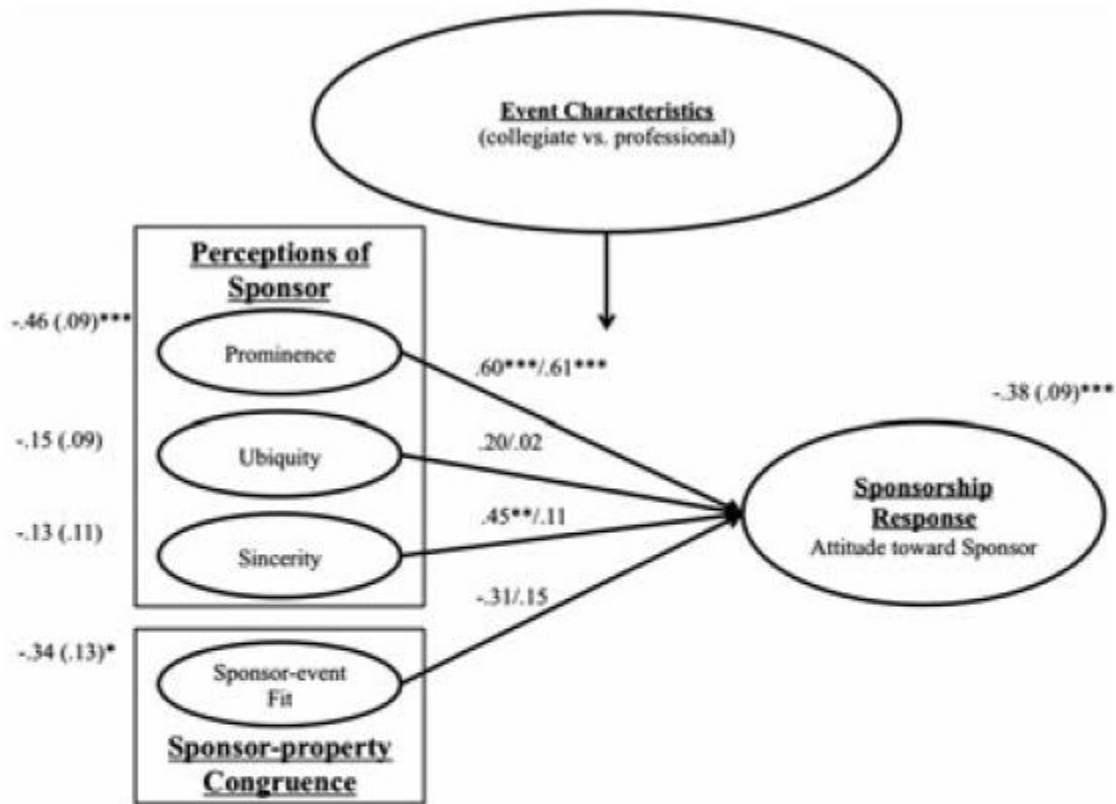 Event Characteristics
(collegiate vs. professional)
Perceptions of
Sponsor
-.46 (.09)***
Prominence
.60***/.61***
-.38 (.09)***
-.15 (.09)
Ubiquity
.20/.02
Sponsorship
Response
Attitude toward Sponsor
.45**/.11
-.13 (.11)
Sincerity
-.31/.15
-.34 (.13)*
Sponsor-event
Fit
Sponsor-property
Congruence